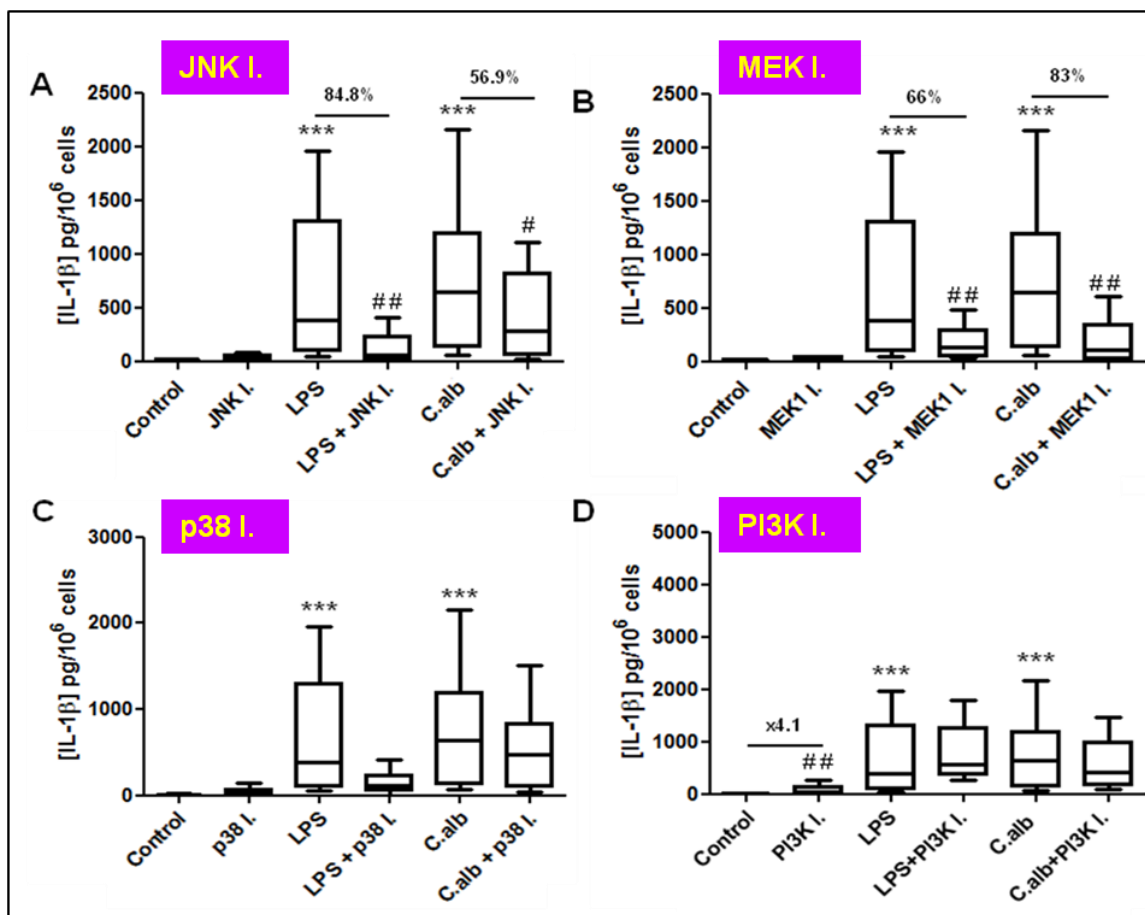 A
JNK I.
[IL-1β] pg/10⁶ cells
2500
2000
1500
1000
500
0
84.8%
56.9%
***
***
##
#
Control
JNK I.
LPS
LPS + JNK I.
C.alb
C.alb + JNK I.
B
MEK I.
[IL-1β] pg/10⁶ cells
2500
2000
1500
1000
500
0
66%
83%
***
***
##
##
Control
MEK1 I.
LPS
LPS + MEK1 I.
C.alb
C.alb + MEK1 I.
C
p38 I.
[IL-1β] pg/10⁶ cells
3000
2000
1000
0
***
***
Control
p38 I.
LPS
LPS + p38 I.
C.alb
C.alb + p38 I.
D
PI3K I.
[IL-1β] pg/10⁶ cells
5000
4000
3000
2000
1000
0
x4.1
##
***
***
Control
PI3K I.
LPS
LPS+PI3K I.
C.alb
C.alb+PI3K I.